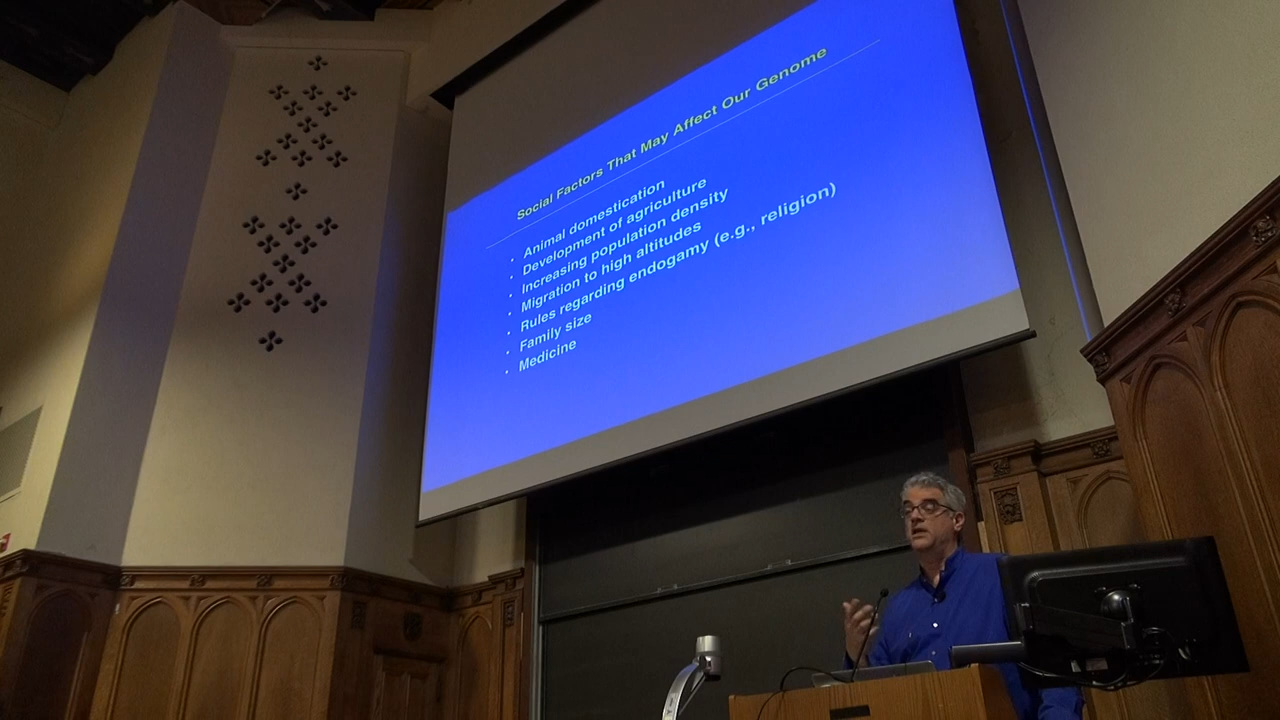 Social Factors That May Affect Our Genome
• Animal domestication
• Development of agriculture
• Increasing population density
• Migration to high altitudes
• Rules regarding endogamy (e.g., religion)
• Family size
• Medicine